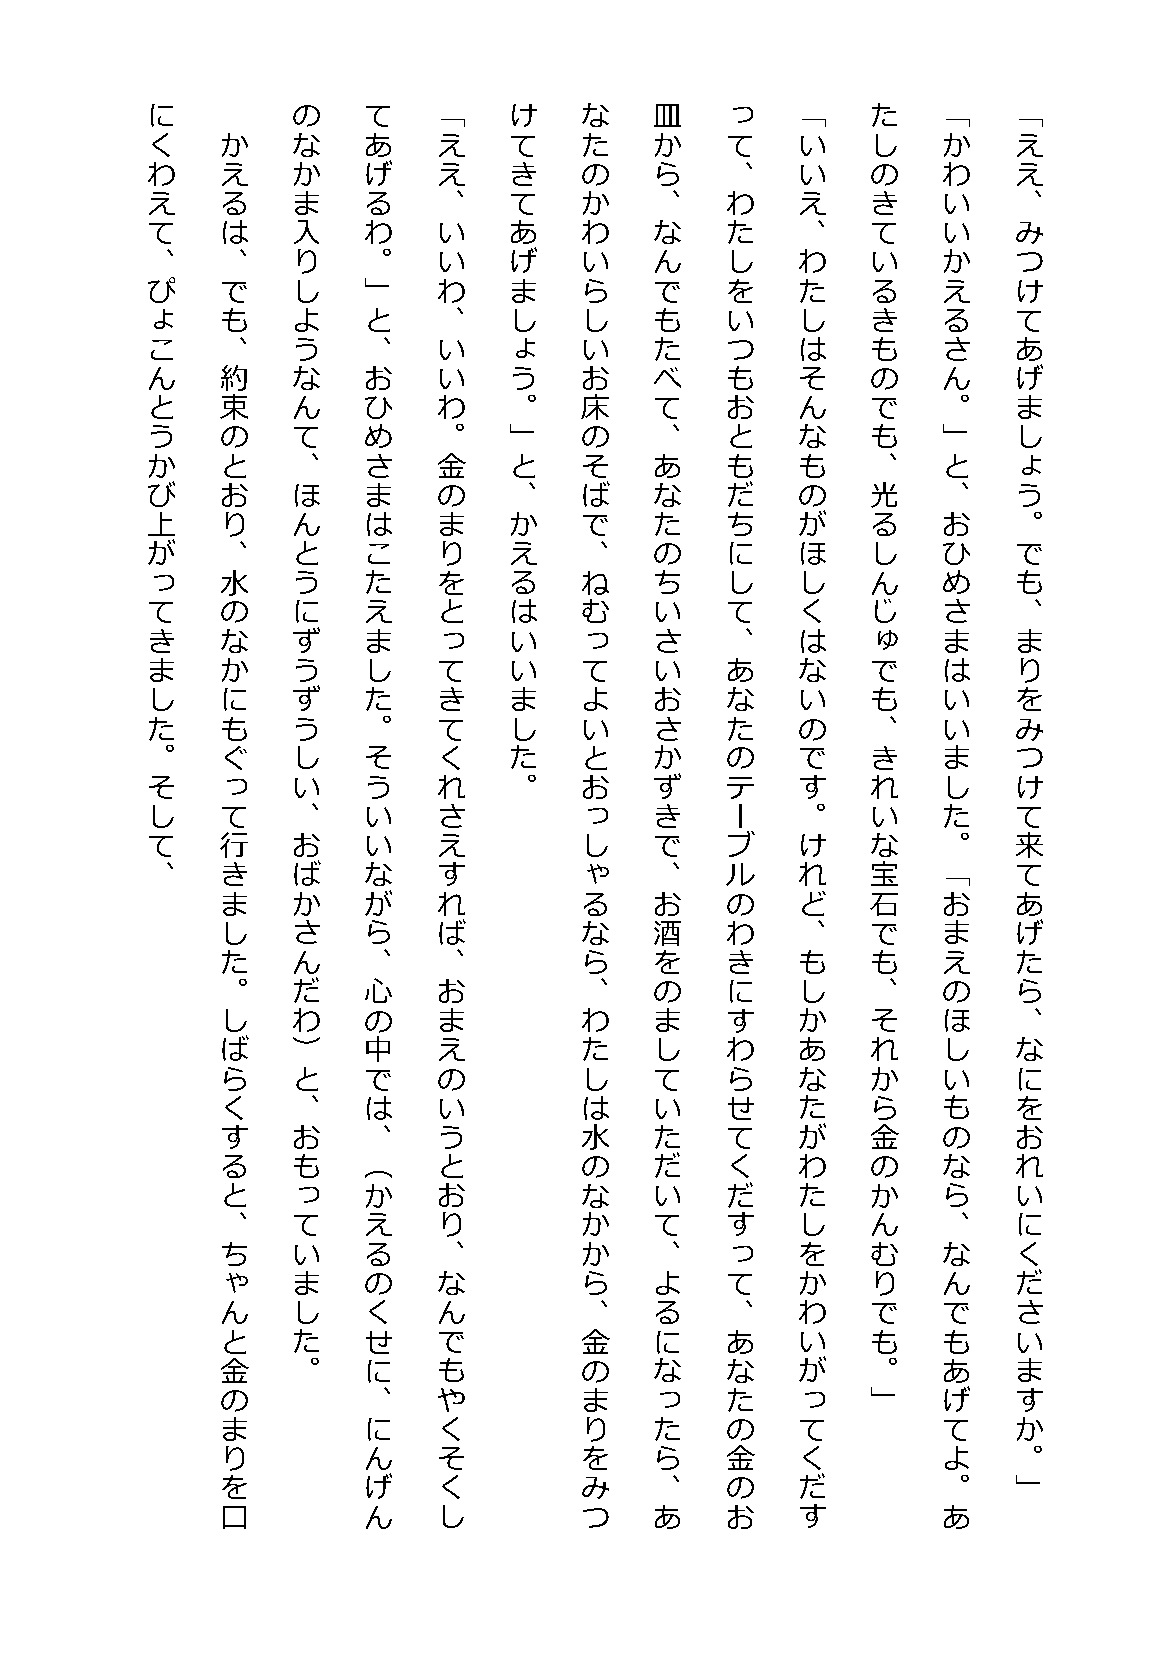 「ええ、みつけてあげましょう。でも、まりをみつけて来てあげたら、なにをおれいにくださいますか。」
「かわいいかえるさん。」と、おひめさまはいいました。「おまえのほしいものなら、なんでもあげてよ。あ
たしのきているきものでも、光るしんじゅでも、きれいな宝石でも、それから金のかんむりでも。」
「いいえ、わたしはそんなものがほしくはないのです。けれど、もしかあなたがわたしをかわいがってくだす
って、わたしをいつもおともだちにして、あなたのテーブルのわきにすわらせてくだすって、あなたの金のお
皿から、なんでもたべて、あなたのちいさいおさかずきで、お酒をのましていただいて、よるになったら、あ
なたのかわいらしいお床のそばで、ねむってよいとおっしゃるなら、わたしは水のなかから、金のまりをみつ
けてきてあげましょう。」と、かえるはいいました。
「ええ、いいわ、いいわ。金のまりをとってきてくれさえすれば、おまえのいうとおり、なんでもやくそくし
てあげるわ。」と、おひめさまはこたえました。そういいながら、心の中では、（かえるのくせに、にんげん
のなかま入りしようなんて、ほんとうにずうずうしい、おばかさんだわ）と、おもっていました。
　かえるは、でも、約束のとおり、水のなかにもぐって行きました。しばらくすると、ちゃんと金のまりを口
にくわえて、ぴょこんとうかび上がってきました。そして、